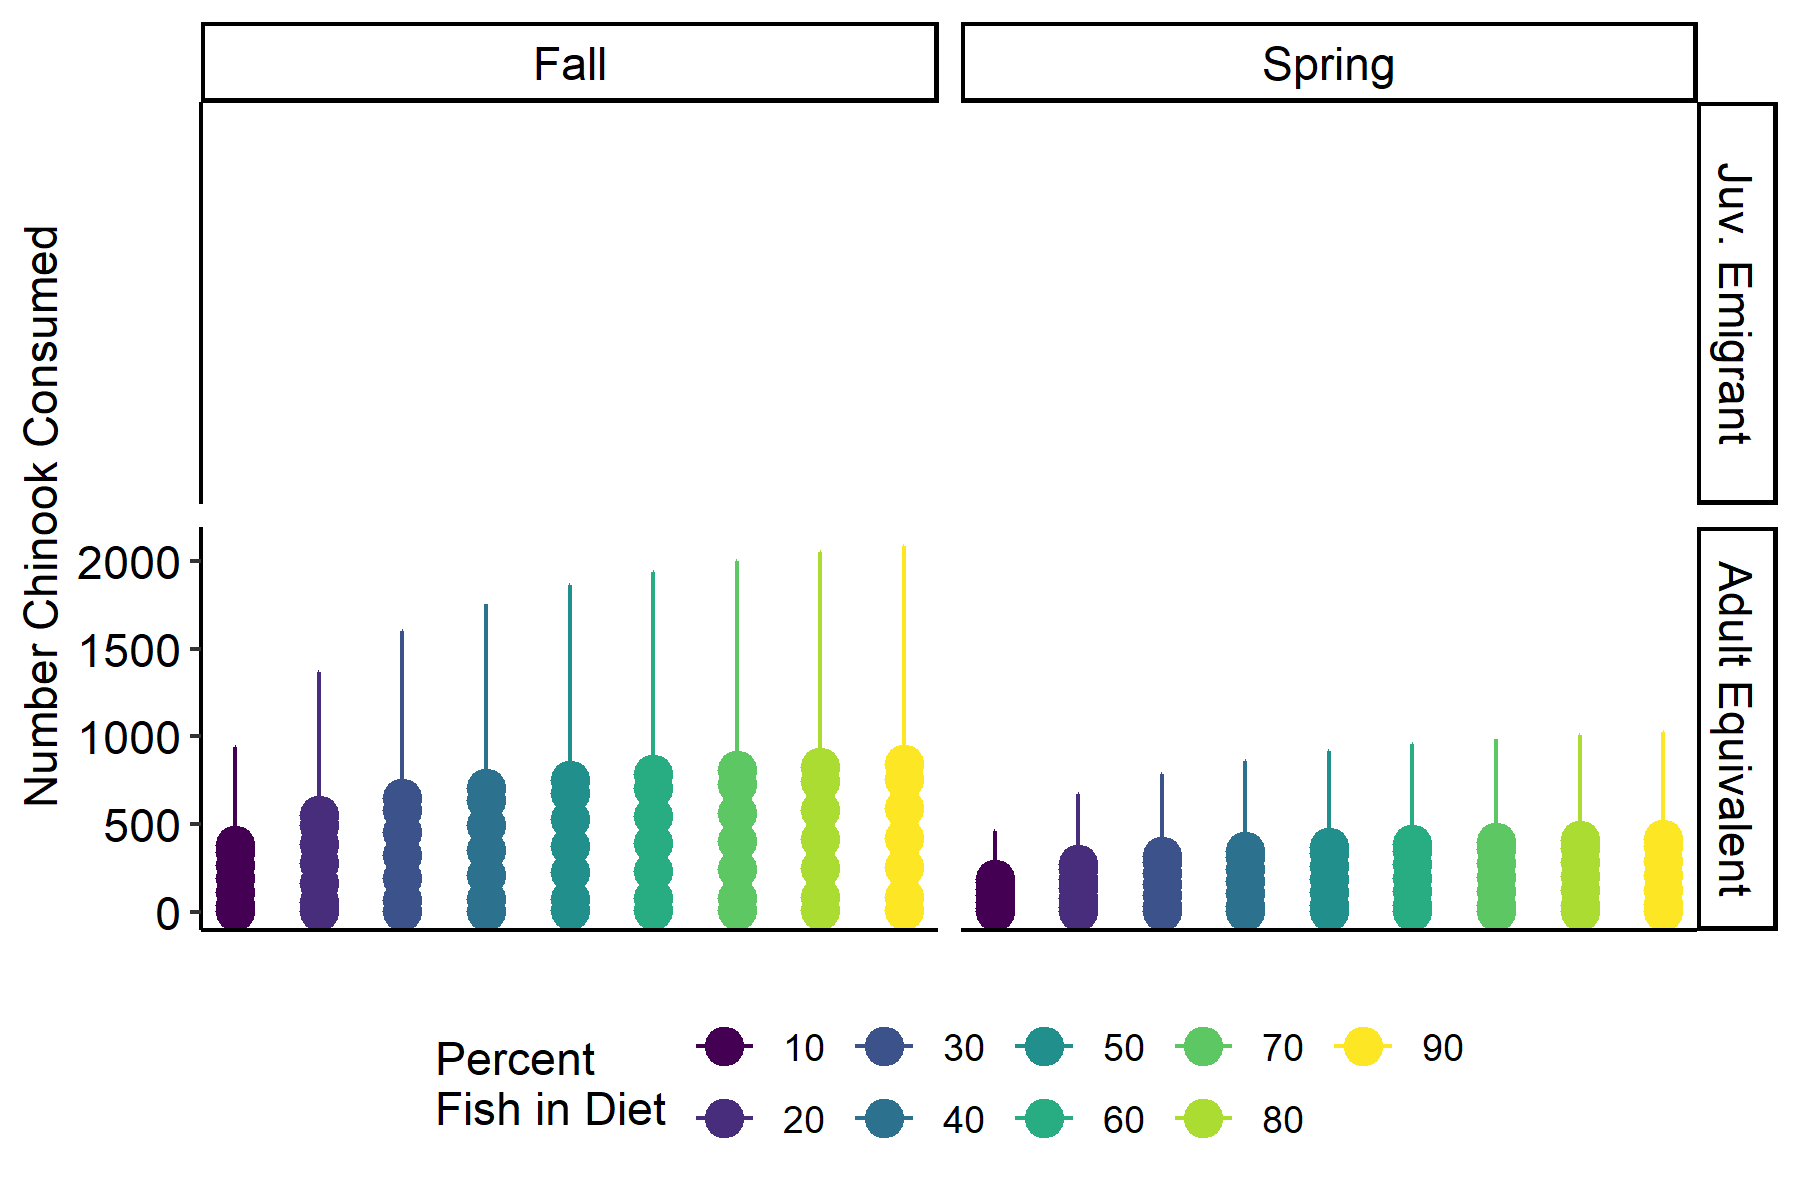 Fall
Spring
Juv. Emigrant
Adult Equivalent
Number Chinook Consumed
2000
1500
1000
500
0
Percent
Fish in Diet
10
30
50
70
90
20
40
60
80